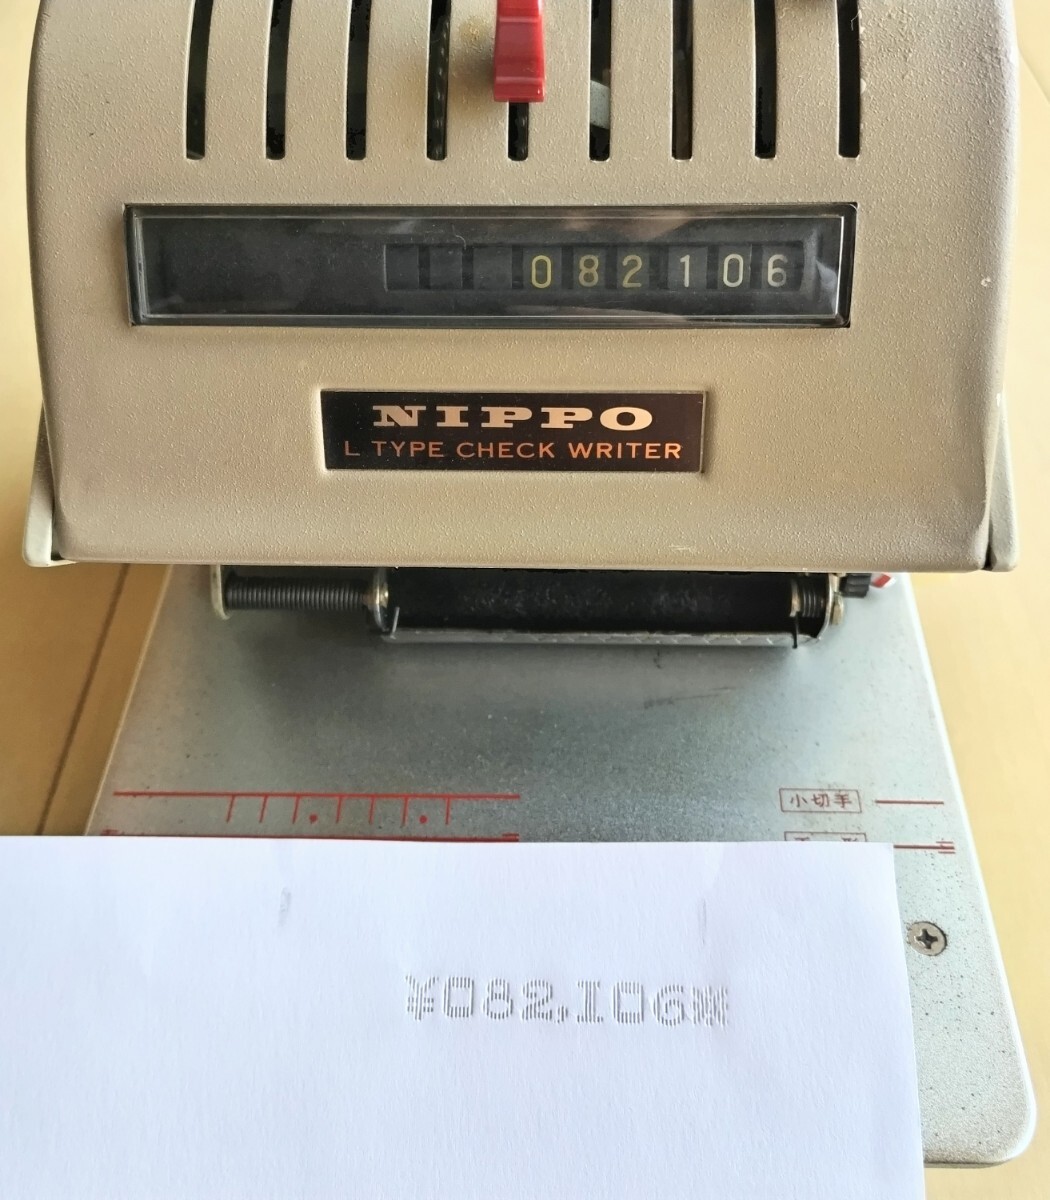 082106
NIPPO
L TYPE CHECK WRITER
小切手
¥082,106※